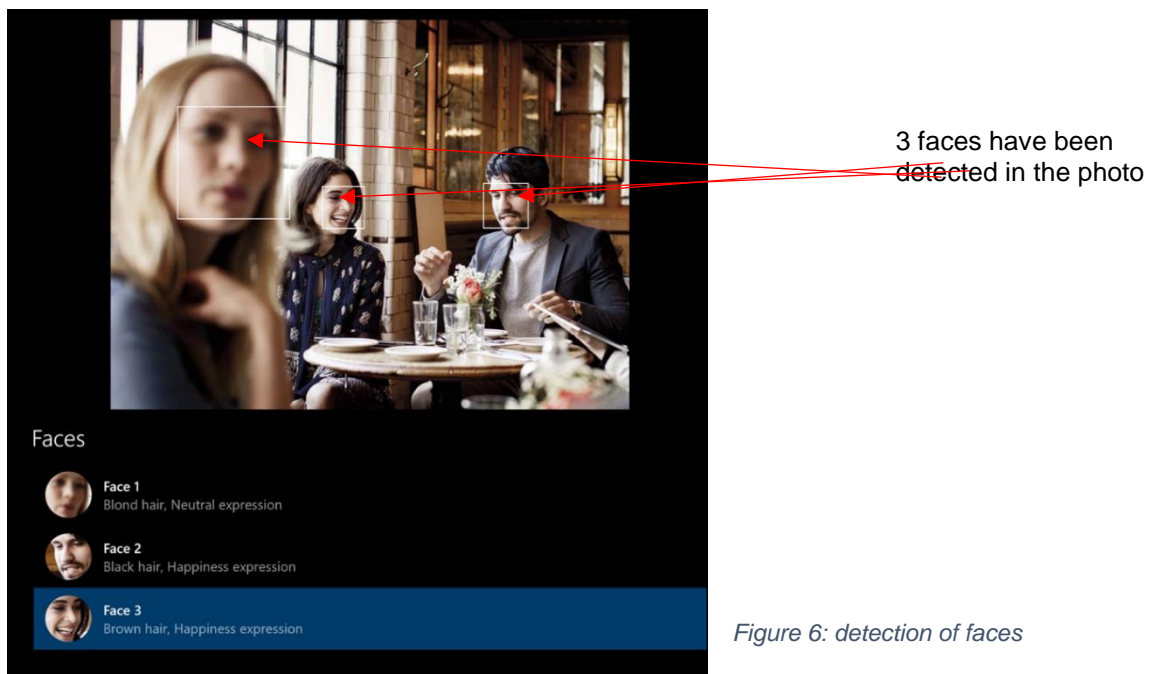 3 faces have been
detected in the photo
Faces
Face 1
Blond hair, Neutral expression
Face 2
Black hair, Happiness expression
Face 3
Brown hair, Happiness expression
Figure 6: detection of faces